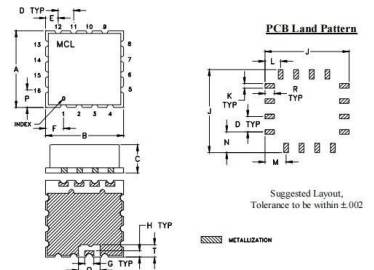 D TYP
E
12 11 10 9
PCB Land Pattern
MCL
A
13
14
15
16
8
7
6
5
P
INDEX
F
1 2 3 4
B
C
J
L
K
TYP
R
TYP
J
D TYP
N
M
Suggested Layout,
Tolerance to be within ±.002
H TYP
T
G TYP
Q
METALLIZATION